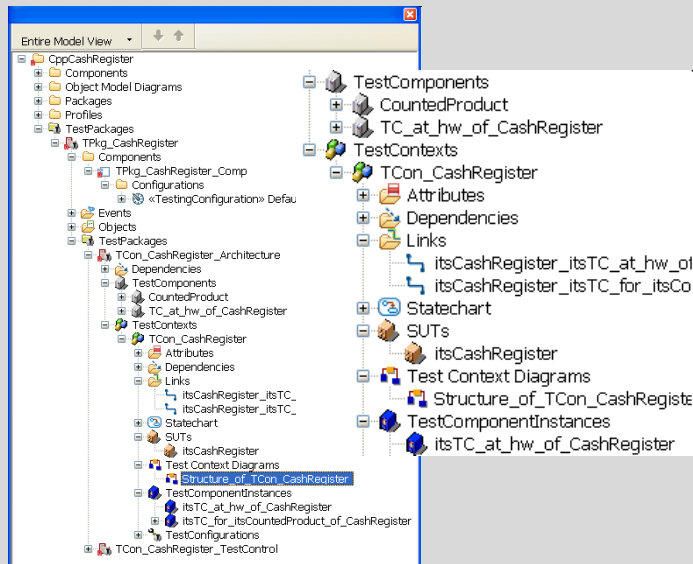 Entire Model View
CppCashRegister
Components
Object Model Diagrams
Packages
Profiles
TestPackages
TPkg_CashRegister
Components
TPkg_CashRegister_Comp
Configurations
«TestingConfiguration» Defau
Events
Objects
TestPackages
TCon_CashRegister_Architecture
Dependencies
TestComponents
CountedProduct
TC_at_hw_of_CashRegister
TestContexts
TCon_CashRegister
Attributes
Dependencies
Links
itsCashRegister_itsTC_
itsCashRegister_itsTC_
Statechart
SUTs
itsCashRegister
Test Context Diagrams
Structure_of_TCon_CashRegister
TestComponentInstances
itsTC_at_hw_of_CashRegister
itsTC_for_itsCountedProduct_of_CashRegister
TestConfigurations
TCon_CashRegister_TestControl
TestComponents
CountedProduct
TC_at_hw_of_CashRegister
TestContexts
TCon_CashRegister
Attributes
Dependencies
Links
itsCashRegister_itsTC_at_hw_of
itsCashRegister_itsTC_for_itsCo
Statechart
SUTs
itsCashRegister
Test Context Diagrams
Structure_of_TCon_CashRegiste
TestComponentInstances
itsTC_at_hw_of_CashRegister